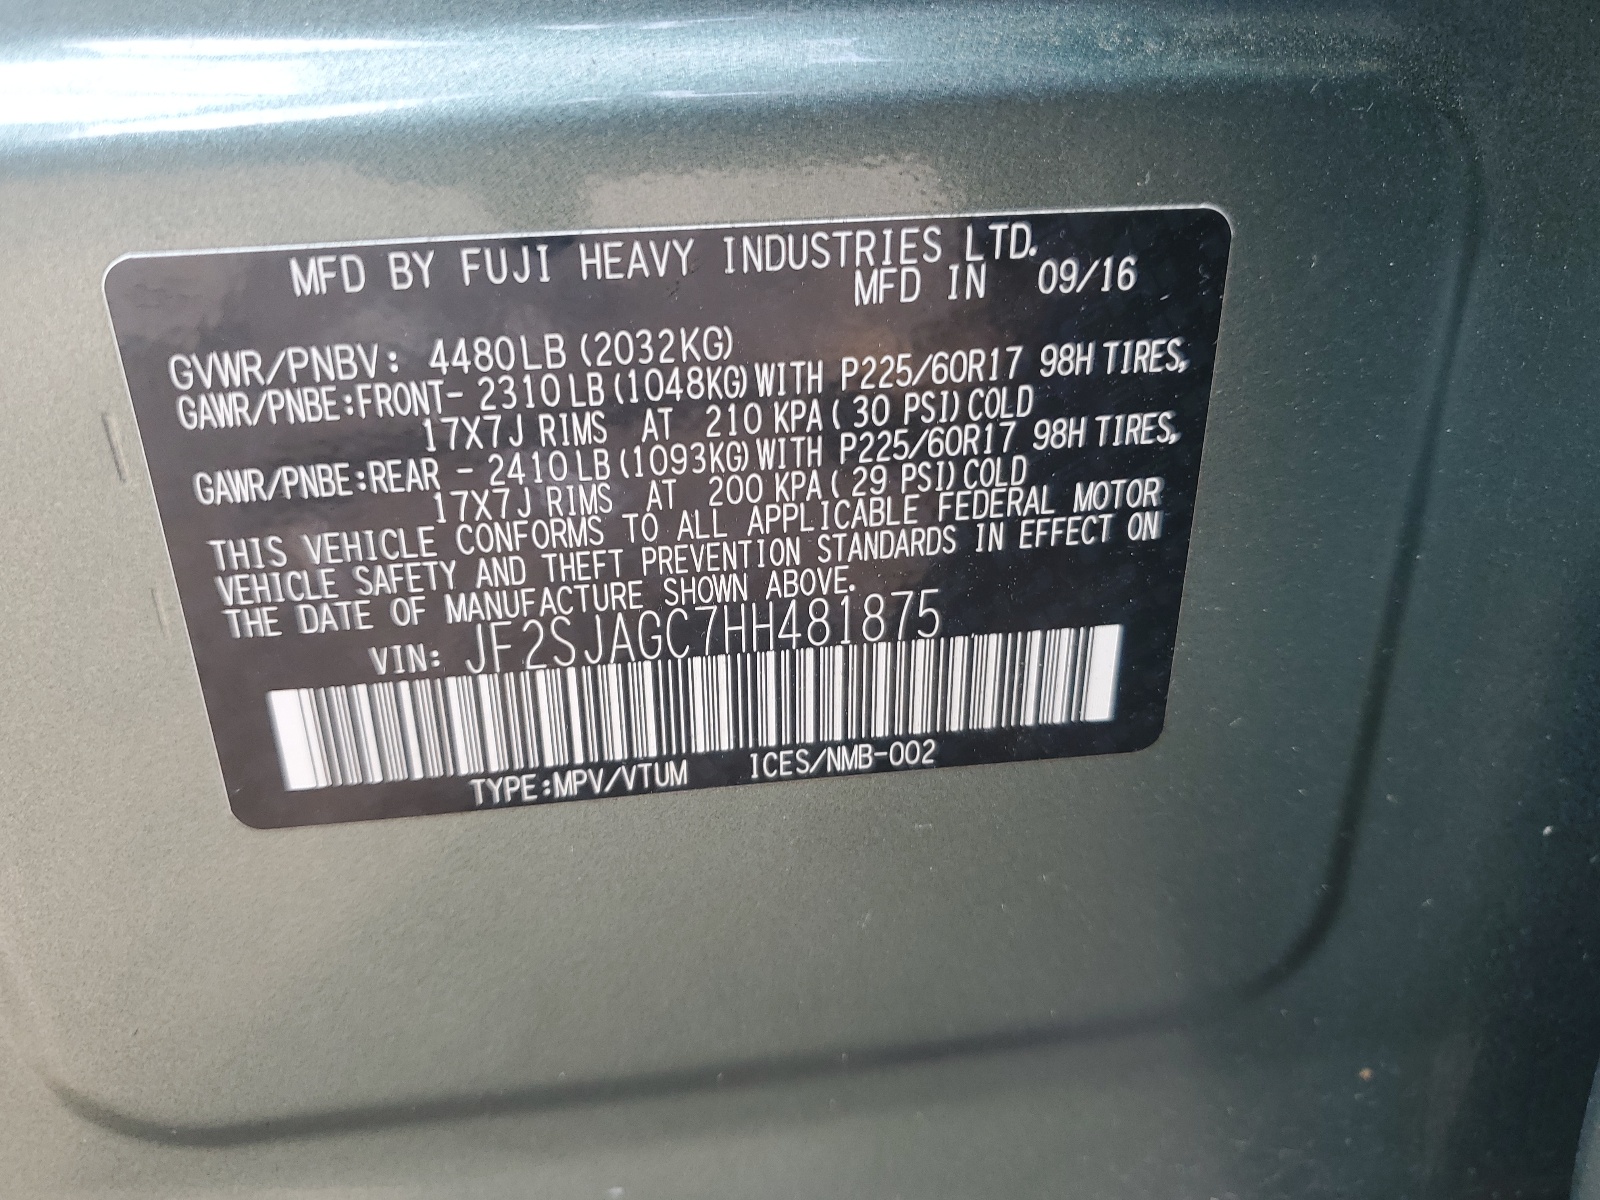 MFD BY FUJI HEAVY INDUSTRIES LTD.
MFD IN 09/16
GVWR/PNBV: 4480LB (2032KG)
GAWR/PNBE:FRONT- 2310LB (1048KG) WITH P225/60R17 98H TIRES,
17X7J RIMS AT 210 KPA ( 30 PSI) COLD
GAWR/PNBE:REAR - 2410LB (1093KG) WITH P225/60R17 98H TIRES,
17X7J RIMS AT 200 KPA ( 29 PSI) COLD
THIS VEHICLE CONFORMS TO ALL APPLICABLE FEDERAL MOTOR
VEHICLE SAFETY AND THEFT PREVENTION STANDARDS IN EFFECT ON
THE DATE OF MANUFACTURE SHOWN ABOVE.
VIN: JF2SJAGC7HH481875
TYPE:MPV/VTUM ICES/NMB-002